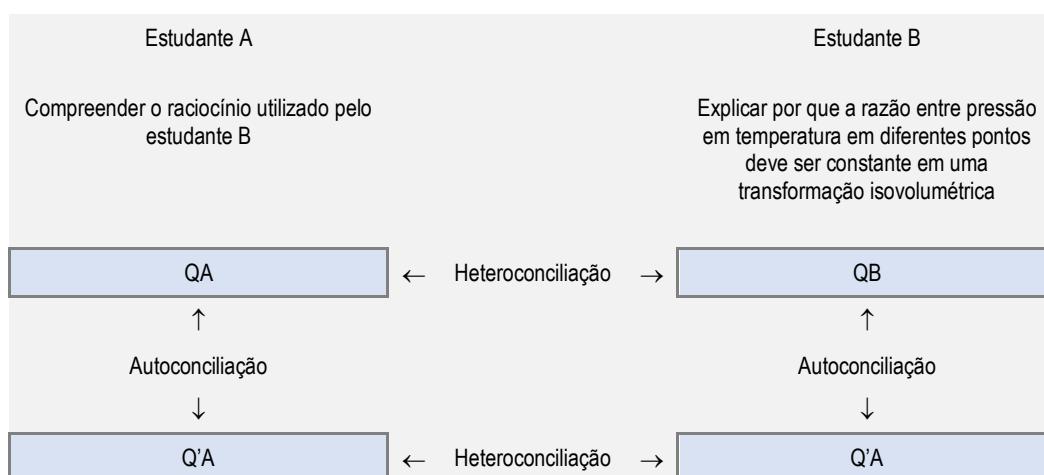 Estudante A
Estudante B
Compreender o raciocínio utilizado pelo
estudante B
Explicar por que a razão entre pressão
em temperatura em diferentes pontos
deve ser constante em uma
transformação isovolumétrica
QA
← Heteroconciliação →
QB
↑
↑
Autoconciliação
Autoconciliação
↓
↓
Q’A
← Heteroconciliação →
Q’A